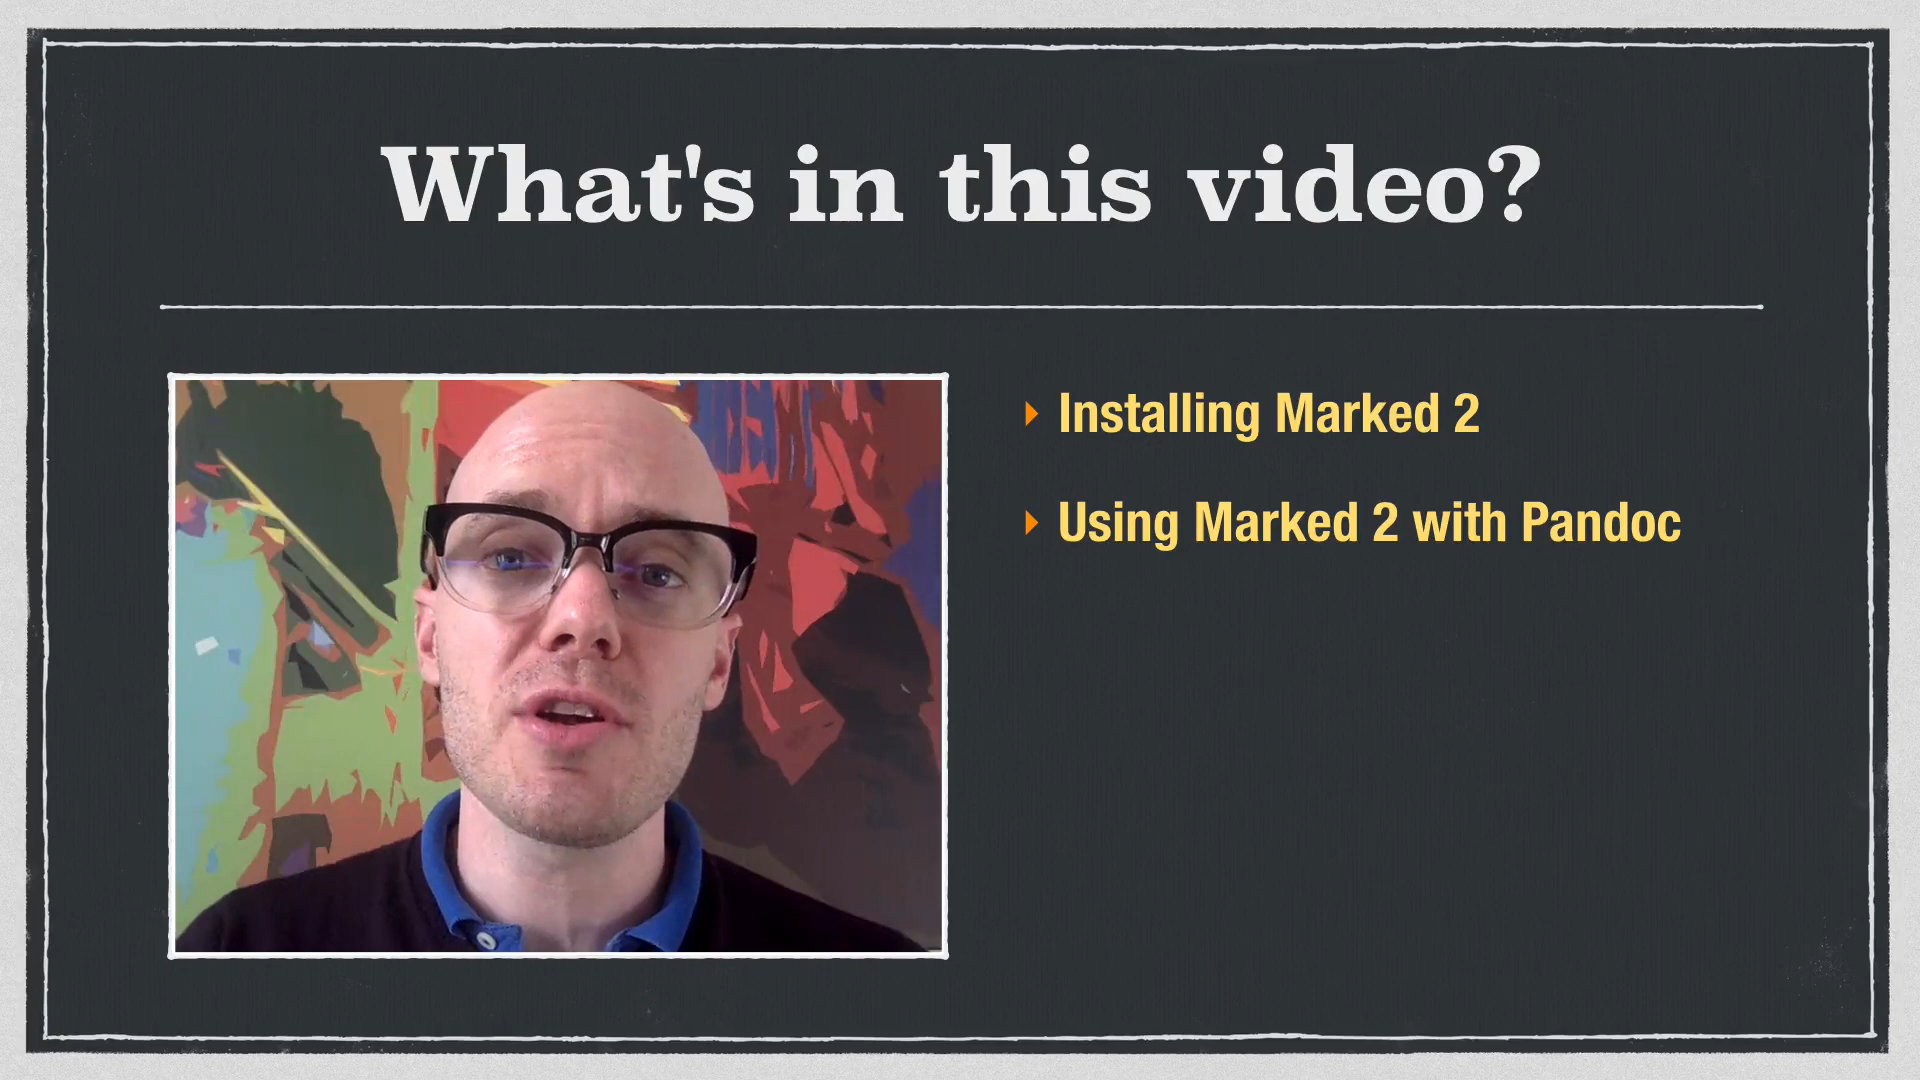 What's in this video?
Installing Marked 2
Using Marked 2 with Pandoc